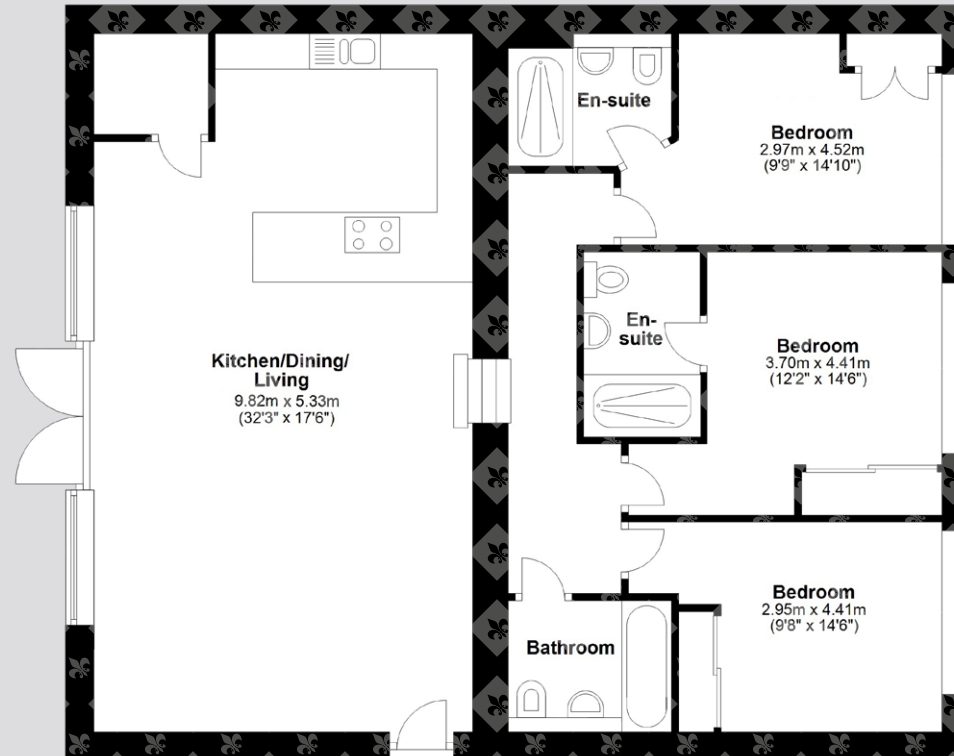 En-suite
Bedroom
2.97m x 4.52m
(9'9" x 14'10")
Kitchen/Dining/
Living
9.82m x 5.33m
(32'3" x 17'6")
En-
suite
Bedroom
3.70m x 4.41m
(12'2" x 14'6")
Bedroom
2.95m x 4.41m
(9'8" x 14'6")
Bathroom